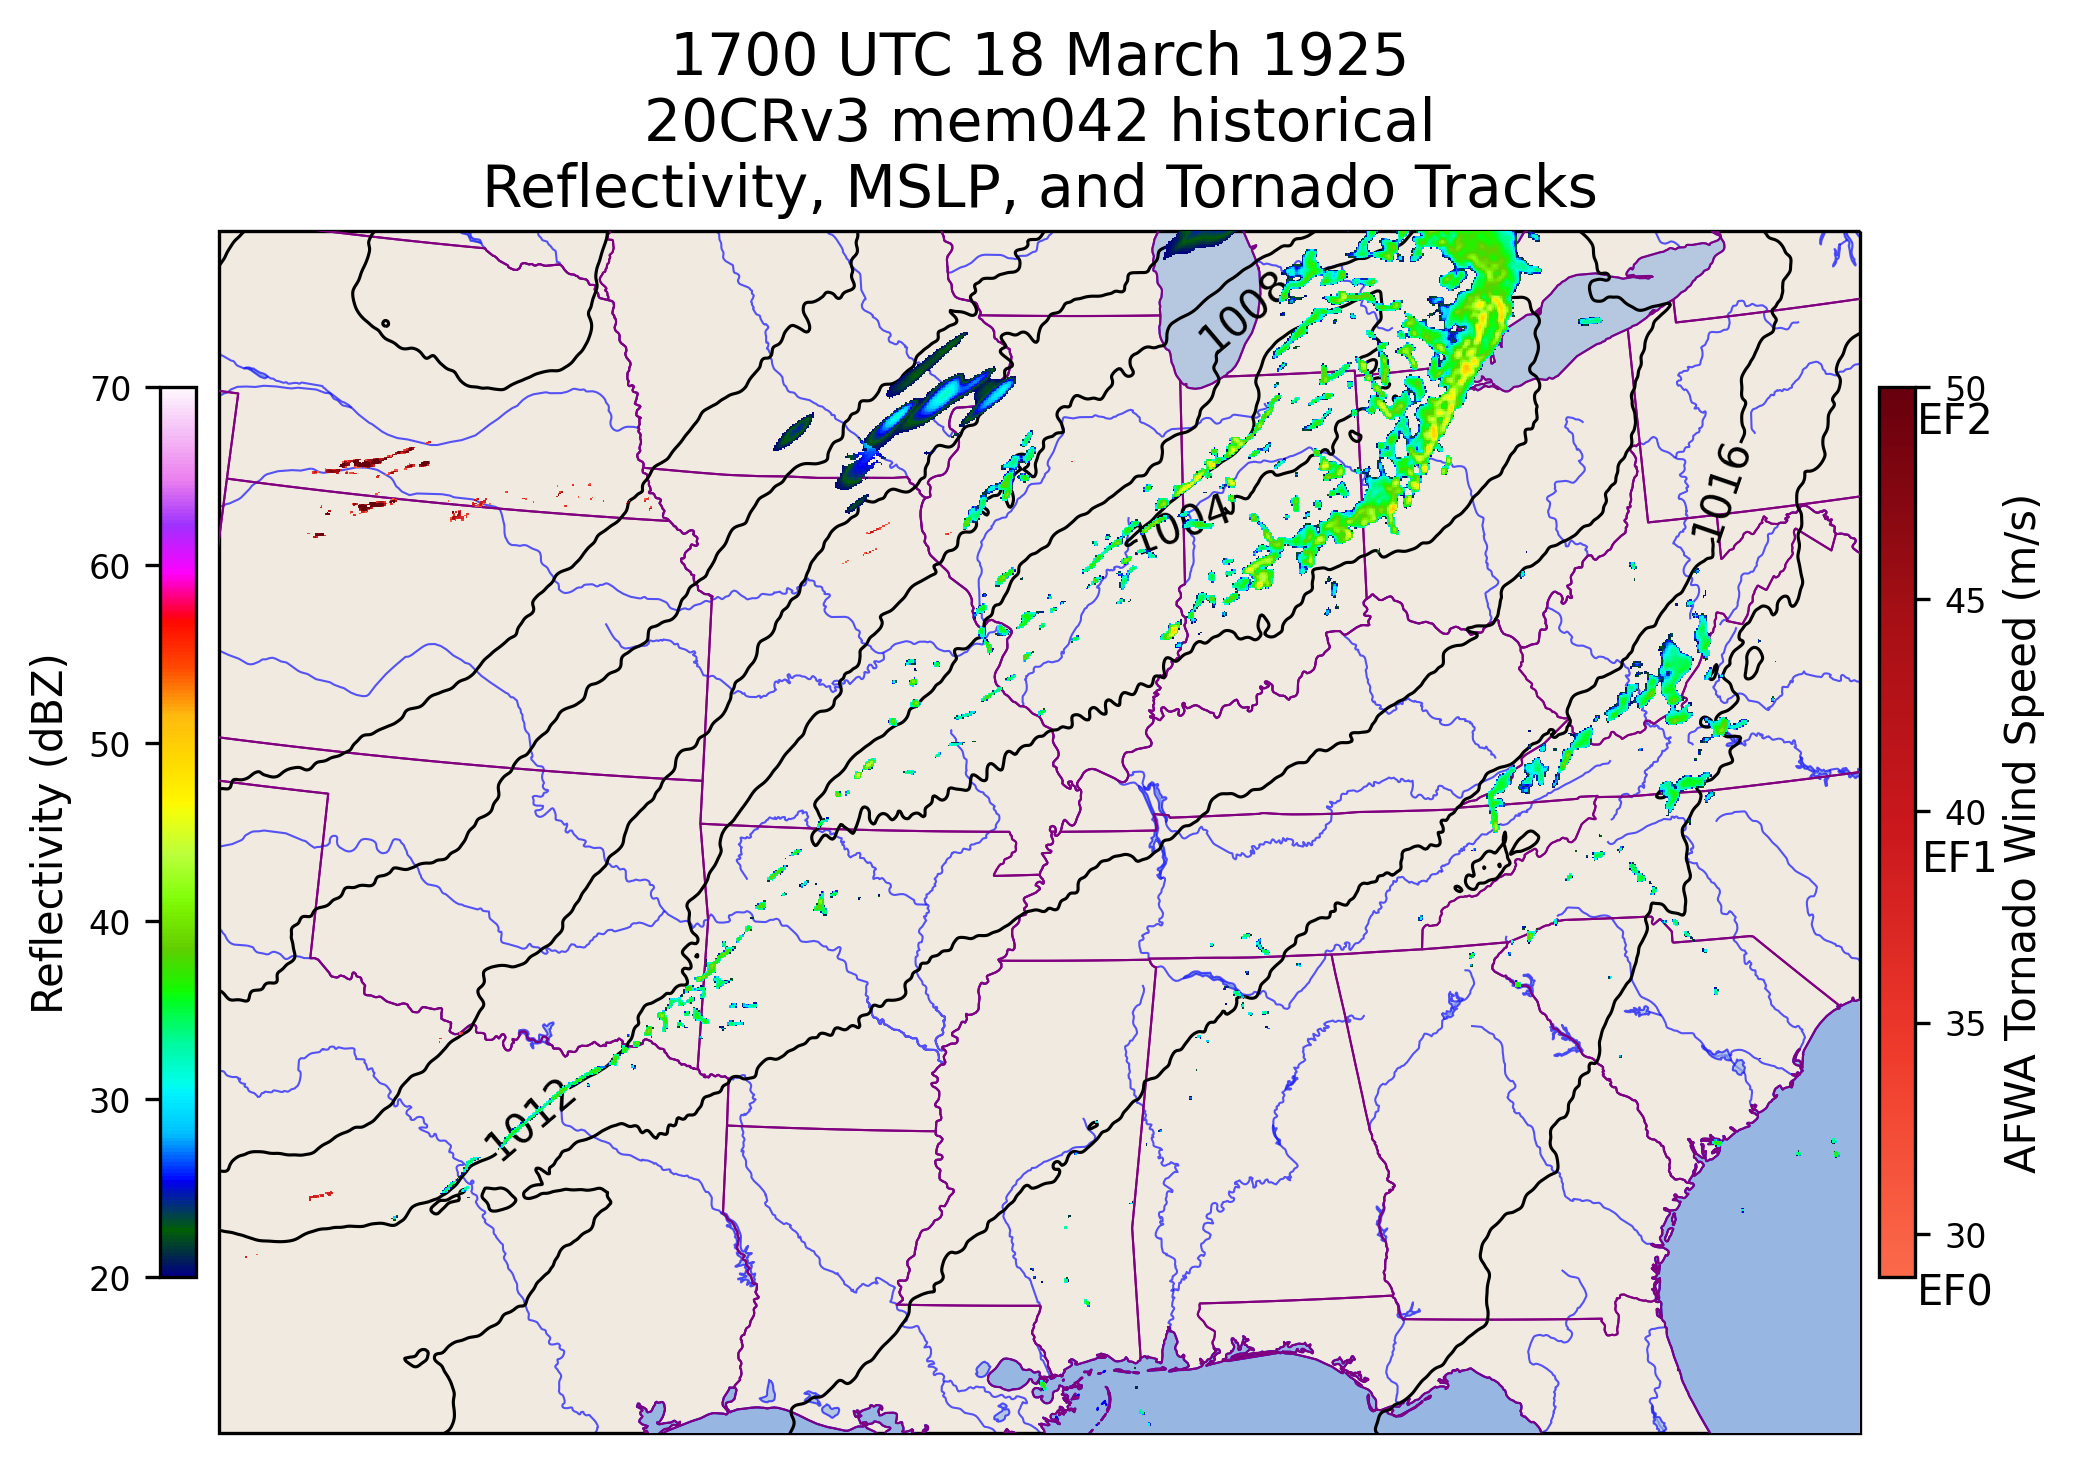 1700 UTC 18 March 1925
20CRv3 mem042 historical
Reflectivity, MSLP, and Tornado Tracks
Reflectivity (dBZ)
70
60
50
40
30
20
1008
1004
1016
1012
50
EF2
45
40
EF1
35
30
EF0
AFWA Tornado Wind Speed (m/s)